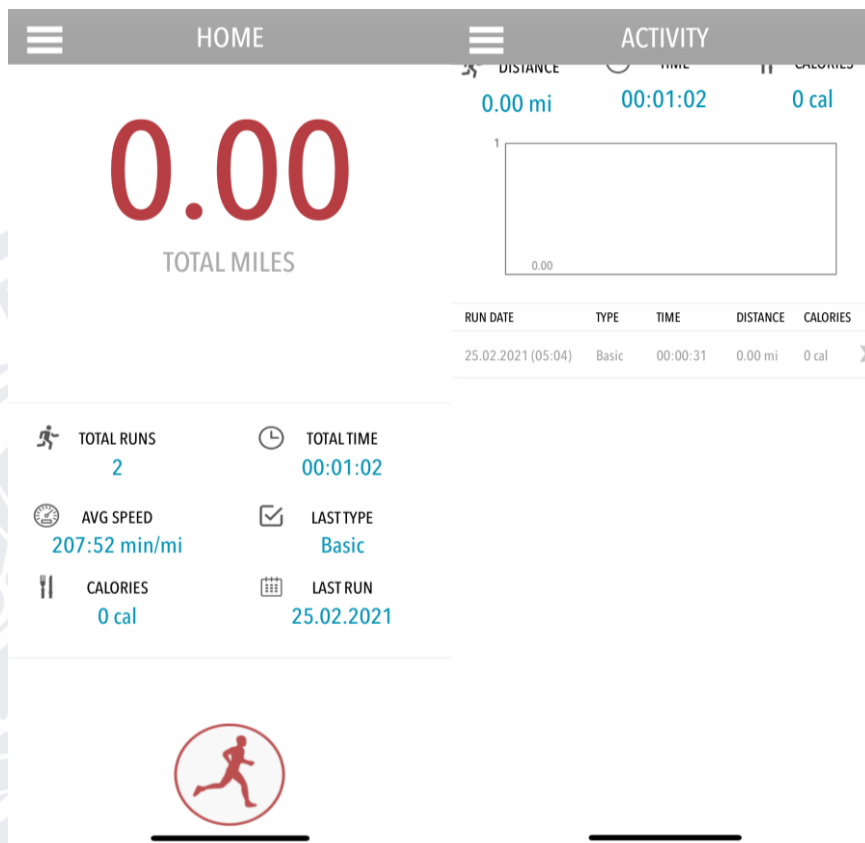 HOME
0.00
TOTAL MILES
TOTAL RUNS
2
TOTAL TIME
00:01:02
AVG SPEED
207:52 min/mi
LAST TYPE
Basic
CALORIES
0 cal
LAST RUN
25.02.2021
ACTIVITY
DISTANCE TIME CALORIES
0.00 mi 00:01:02 0 cal
1
0.00
RUN DATE TYPE TIME DISTANCE CALORIES
25.02.2021 (05:04) Basic 00:00:31 0.00 mi 0 cal